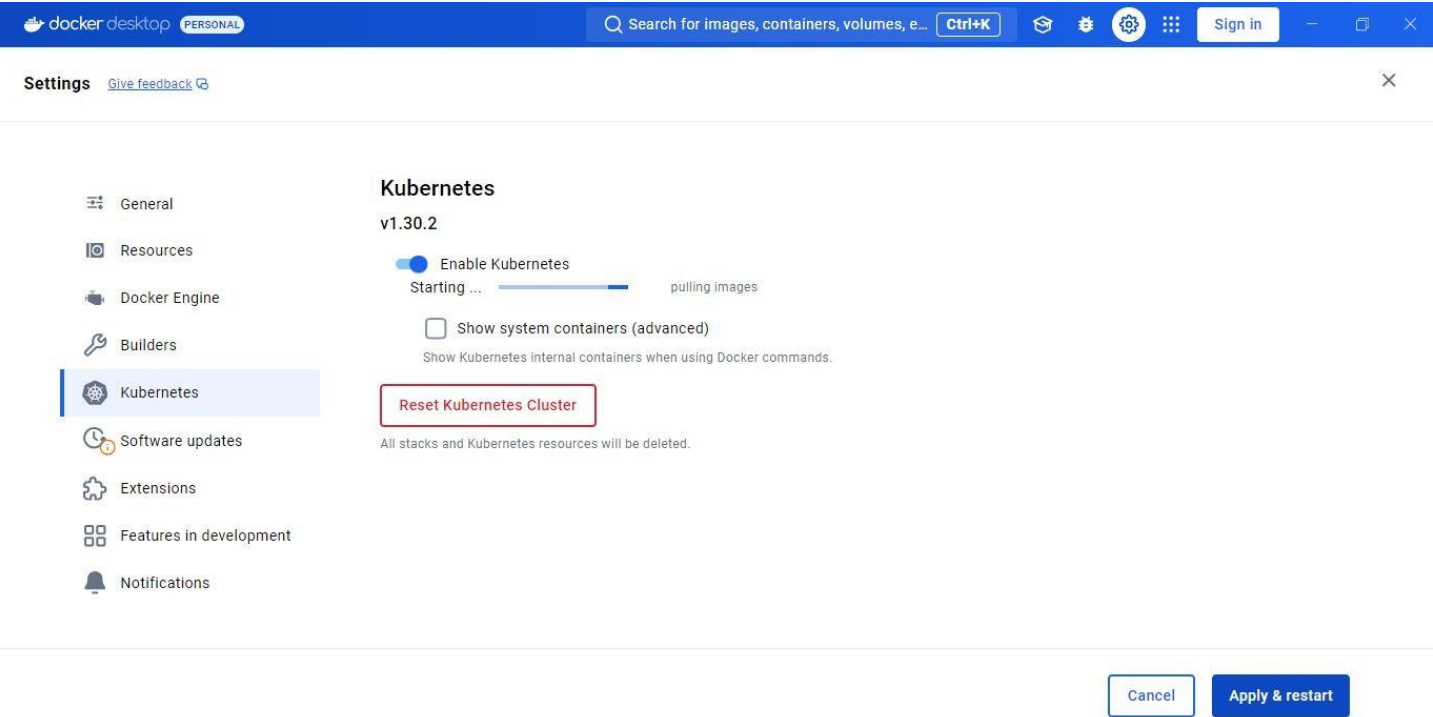 docker desktop PERSONAL
Search for images, containers, volumes, e... Ctrl+K
Sign in
Settings Give feedback
General
Resources
Docker Engine
Builders
Kubernetes
Software updates
Extensions
Features in development
Notifications
Kubernetes
v1.30.2
Enable Kubernetes
Starting ... pulling images
Show system containers (advanced)
Show Kubernetes internal containers when using Docker commands.
Reset Kubernetes Cluster
All stacks and Kubernetes resources will be deleted.
Cancel
Apply & restart